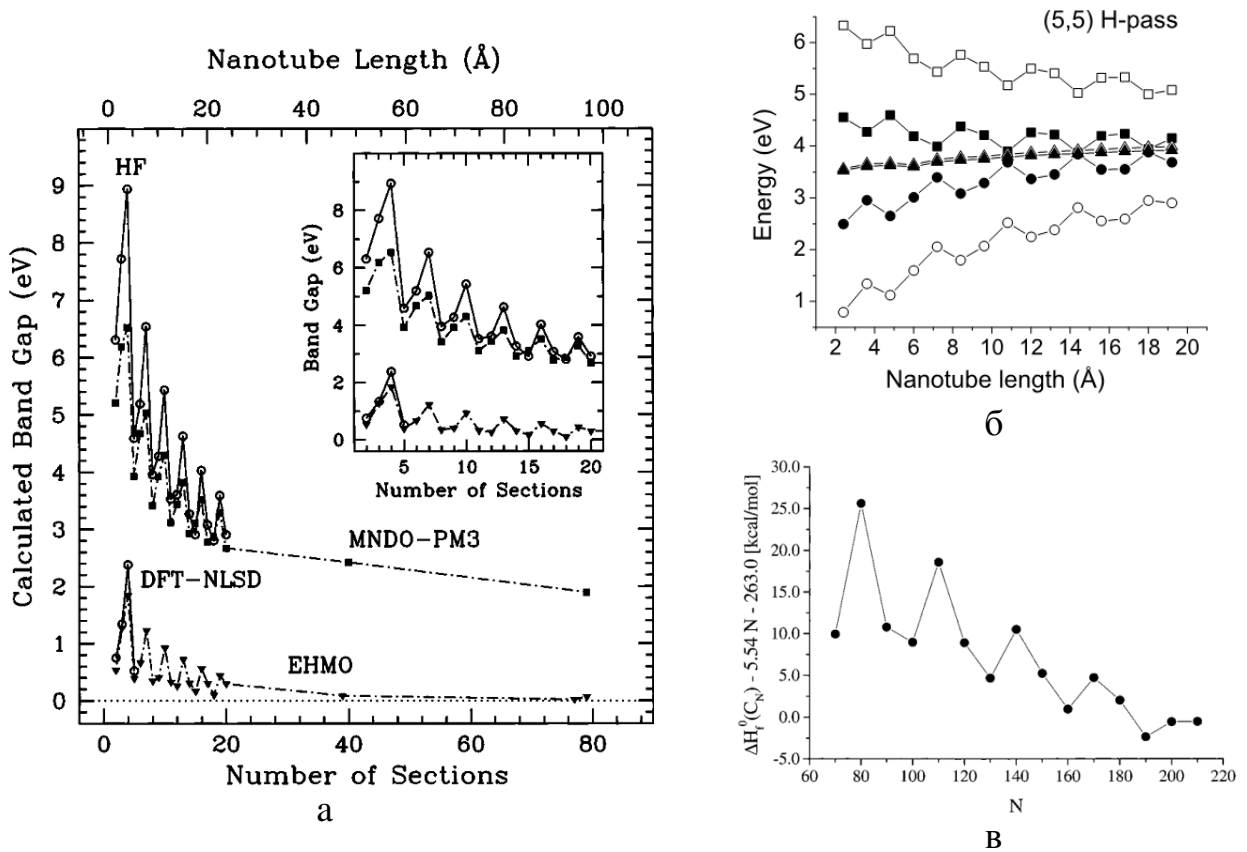 Nanotube Length (Å)
0 20 40 60 80 100
Calculated Band Gap (eV)
9
8
7
6
5
4
3
2
1
0
HF
DFT-NLSD
MNDO-PM3
EHMO
Band Gap (eV)
8
6
4
2
0
5 10 15 20
Number of Sections
0 20 40 60 80
Number of Sections
а
(5,5) H-pass
Energy (eV)
6
5
4
3
2
1
2 4 6 8 10 12 14 16 18 20
Nanotube length (Å)
б
ΔH_f^0(C_N) - 5.54 N - 263.0 [kcal/mol]
30.0
25.0
20.0
15.0
10.0
5.0
0.0
-5.0
60 80 100 120 140 160 180 200 220
N
в